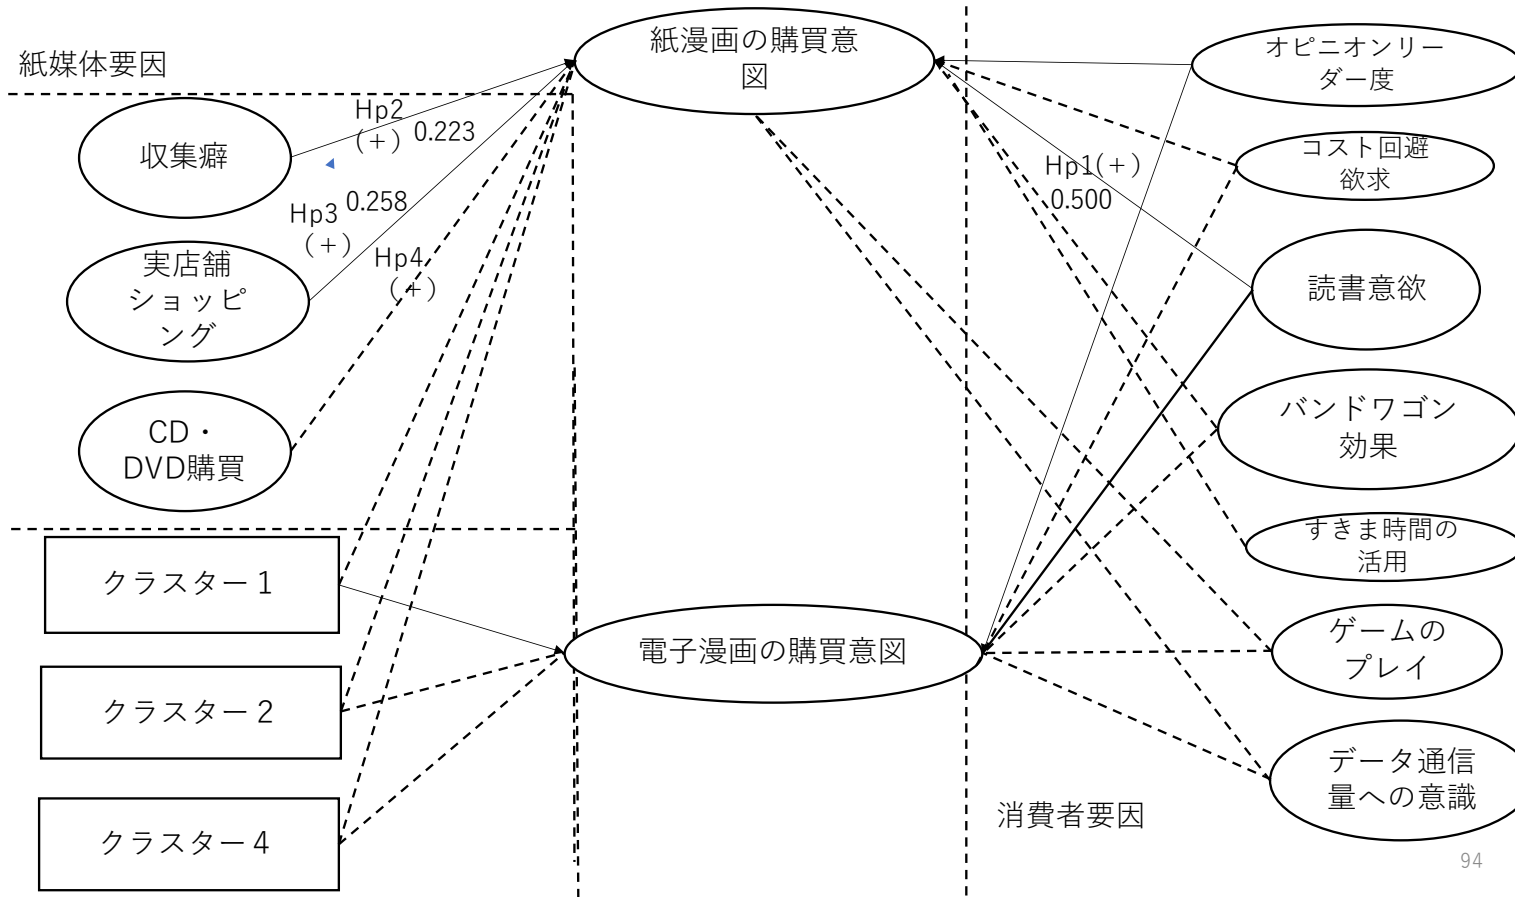 紙媒体要因
紙漫画の購買意
図
オピニオンリー
ダー度
Hp2
(+) 0.223
収集癖
コスト回避
欲求
Hp1(+)
0.500
Hp3 0.258
(+)
Hp4
(+)
実店舗
ショッピ
ング
読書意欲
CD・
DVD購買
バンドワゴン
効果
すきま時間の
活用
クラスター１
電子漫画の購買意図
ゲームの
プレイ
クラスター２
データ通信
量への意識
消費者要因
クラスター４
94